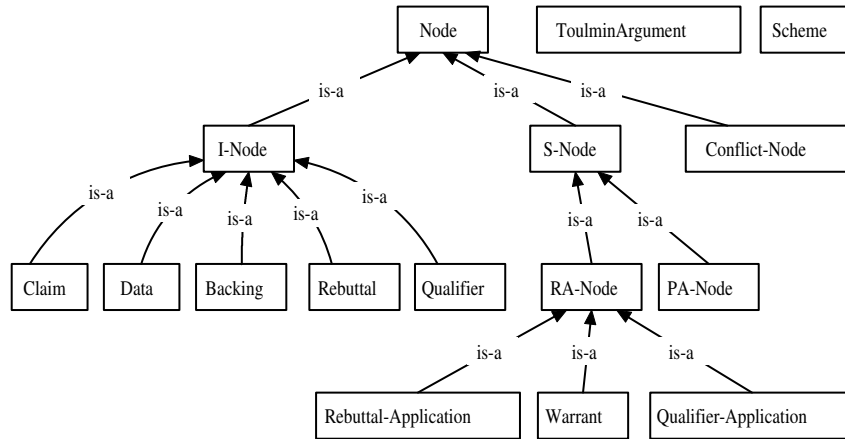 Node
ToulminArgument
Scheme
is-a
is-a
is-a
I-Node
S-Node
Conflict-Node
is-a
is-a
is-a
is-a
is-a
is-a
is-a
Claim
Data
Backing
Rebuttal
Qualifier
RA-Node
PA-Node
is-a
is-a
is-a
Rebuttal-Application
Warrant
Qualifier-Application